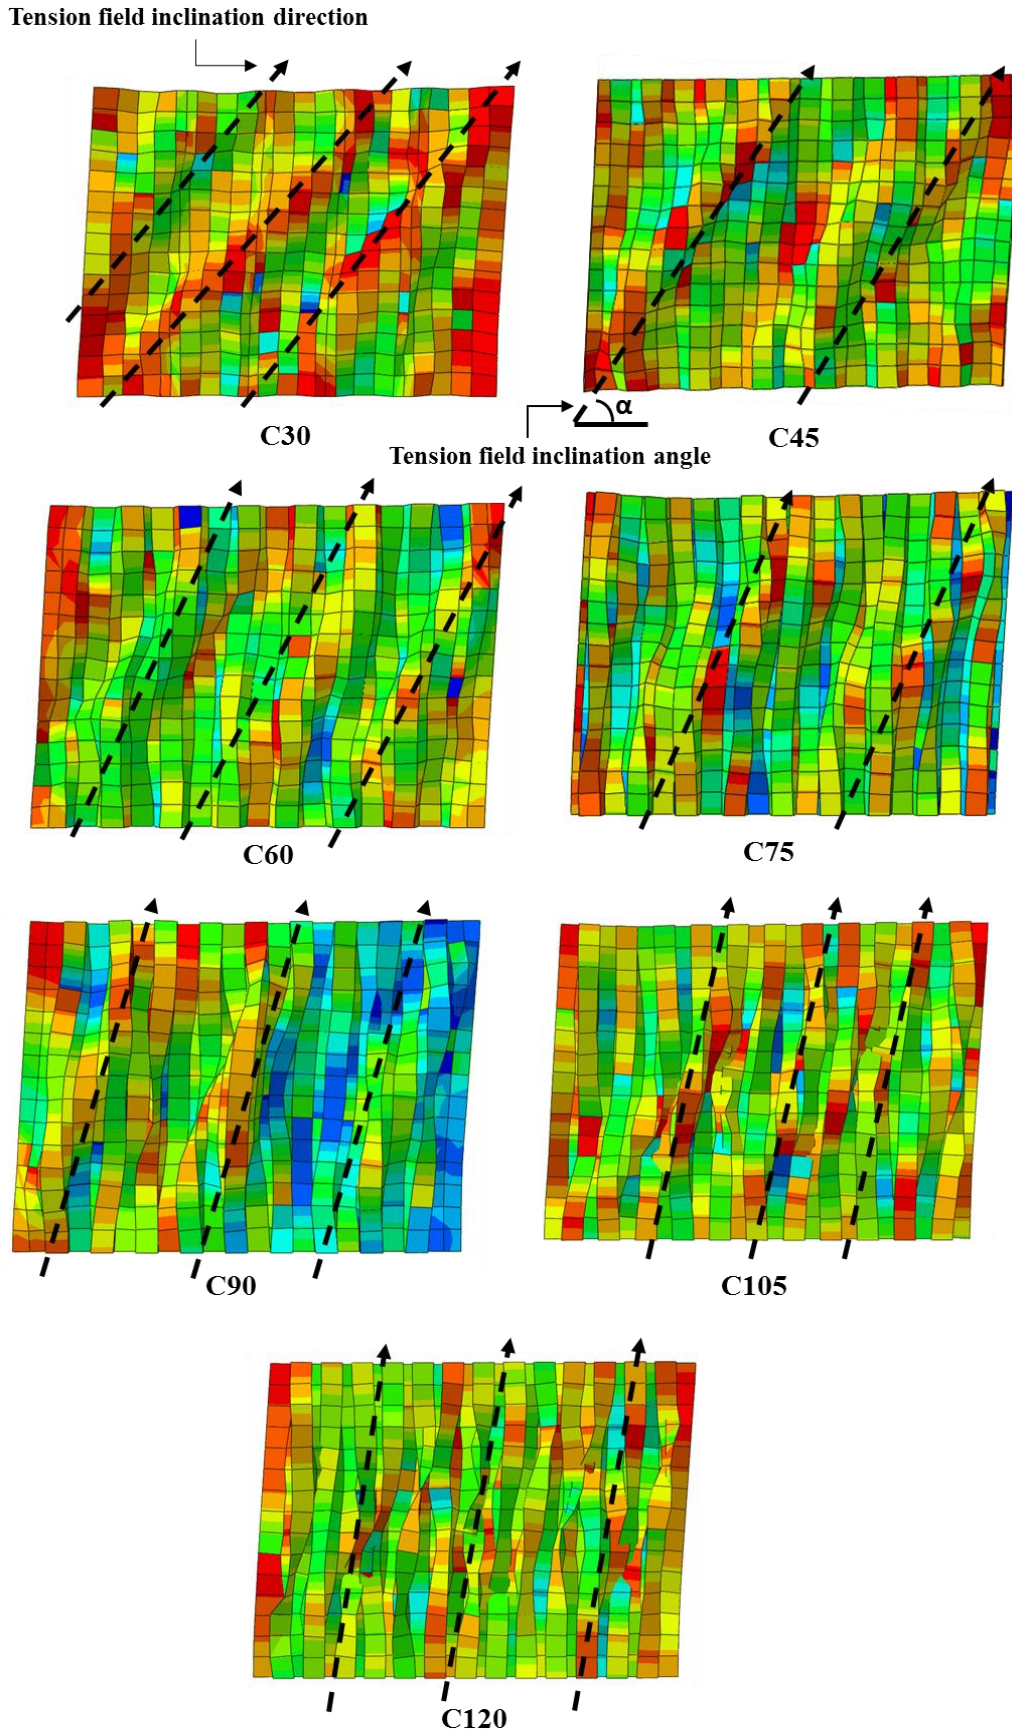 Tension field inclination direction
C30
α
C45
Tension field inclination angle
C60
C75
C90
C105
C120